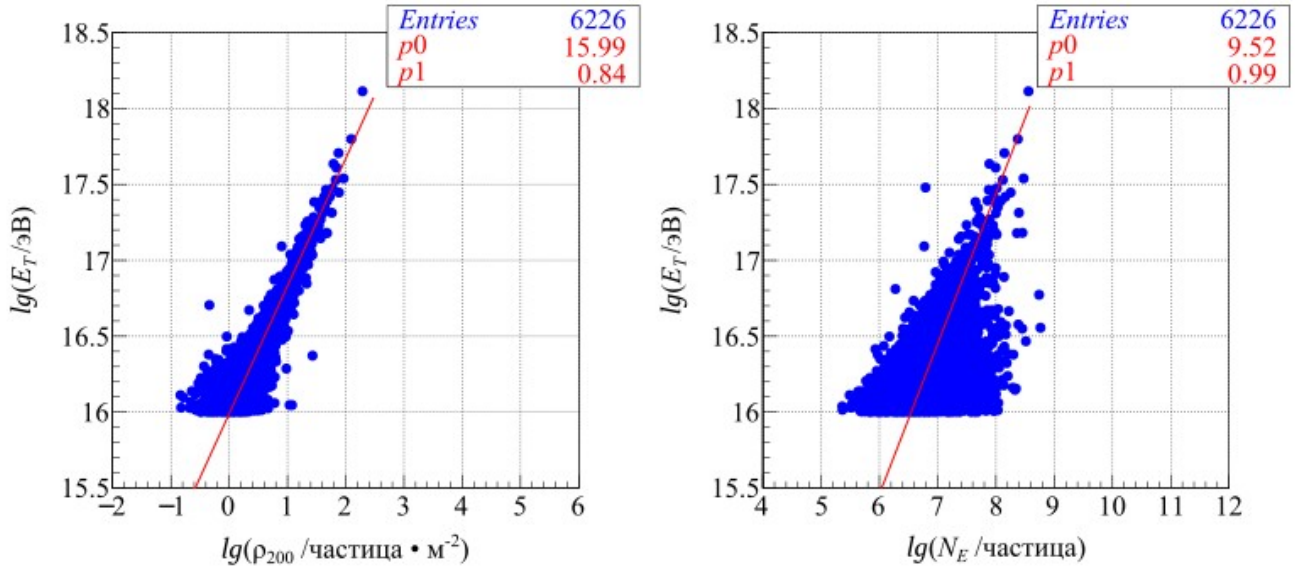 Entries 6226
p0 15.99
p1 0.84
18.5
18
17.5
17
16.5
16
15.5
lg(E_T/эВ)
−2 −1 0 1 2 3 4 5 6
lg(ρ₂₀₀ /частица • м⁻²)
Entries 6226
p0 9.52
p1 0.99
18.5
18
17.5
17
16.5
16
15.5
lg(E_T/эВ)
4 5 6 7 8 9 10 11 12
lg(N_E /частица)